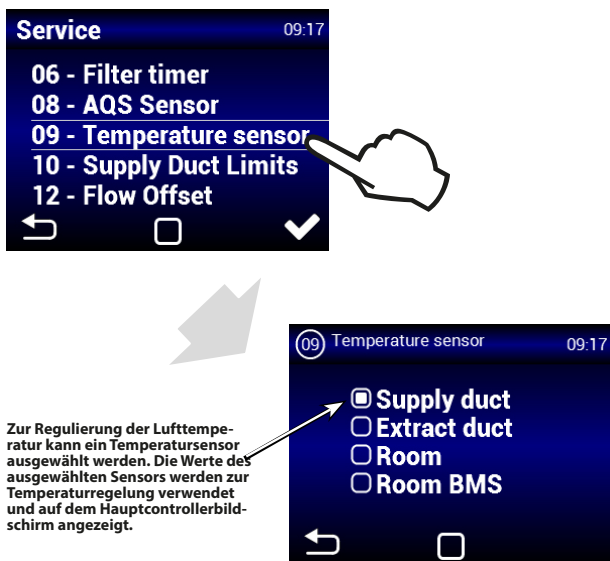 Service 09:17
06 - Filter timer
08 - AQS Sensor
09 - Temperature sensor
10 - Supply Duct Limits
12 - Flow Offset
09 Temperature sensor 09:17
Supply duct
Extract duct
Room
Room BMS
Zur Regulierung der Lufttempe-
ratur kann ein Temperatursensor
ausgewählt werden. Die Werte des
ausgewählten Sensors werden zur
Temperaturregelung verwendet
und auf dem Hauptcontrollerbild-
schirm angezeigt.